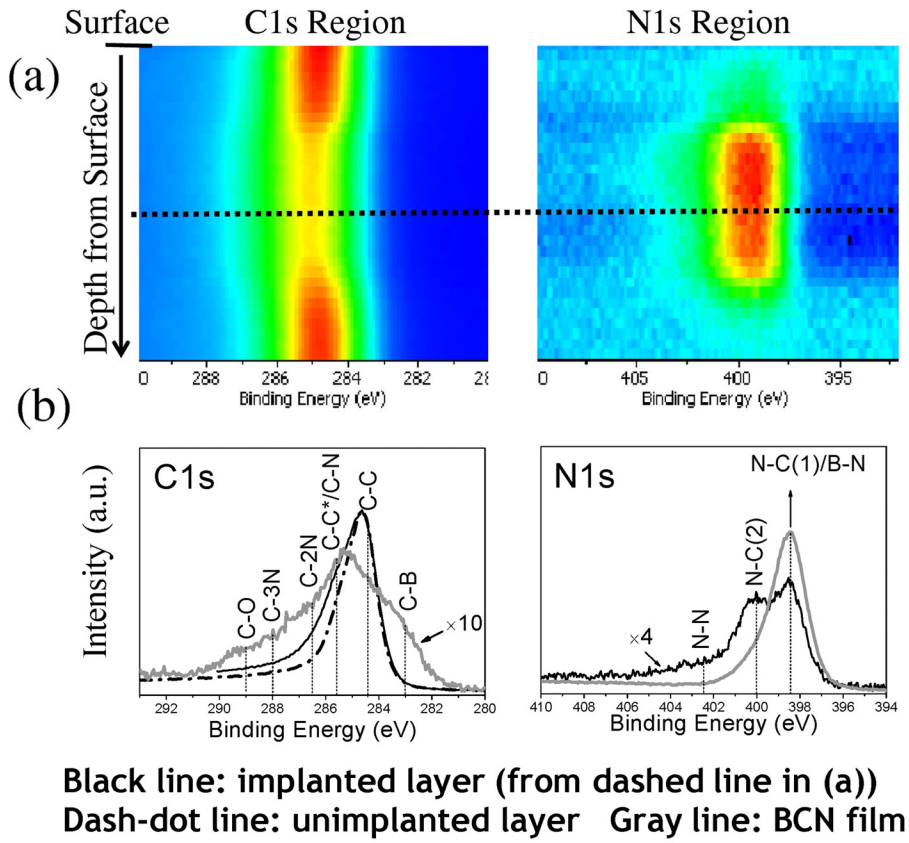 Surface
C1s Region
N1s Region
(a)
Depth from Surface
0 288 286 284 282 28
Binding Energy (eV)
0 405 400 395
Binding Energy (eV)
(b)
Intensity (a.u.)
C1s
C-O
C-3N
C-2N
C-C*/C-N
C-C
C-B
×10
292 290 288 286 284 282 280
Binding Energy (eV)
N1s
N-C(1)/B-N
N-C(2)
N-N
×4
410 408 406 404 402 400 398 396 394
Binding Energy (eV)
Black line: implanted layer (from dashed line in (a))
Dash-dot line: unimplanted layer Gray line: BCN film